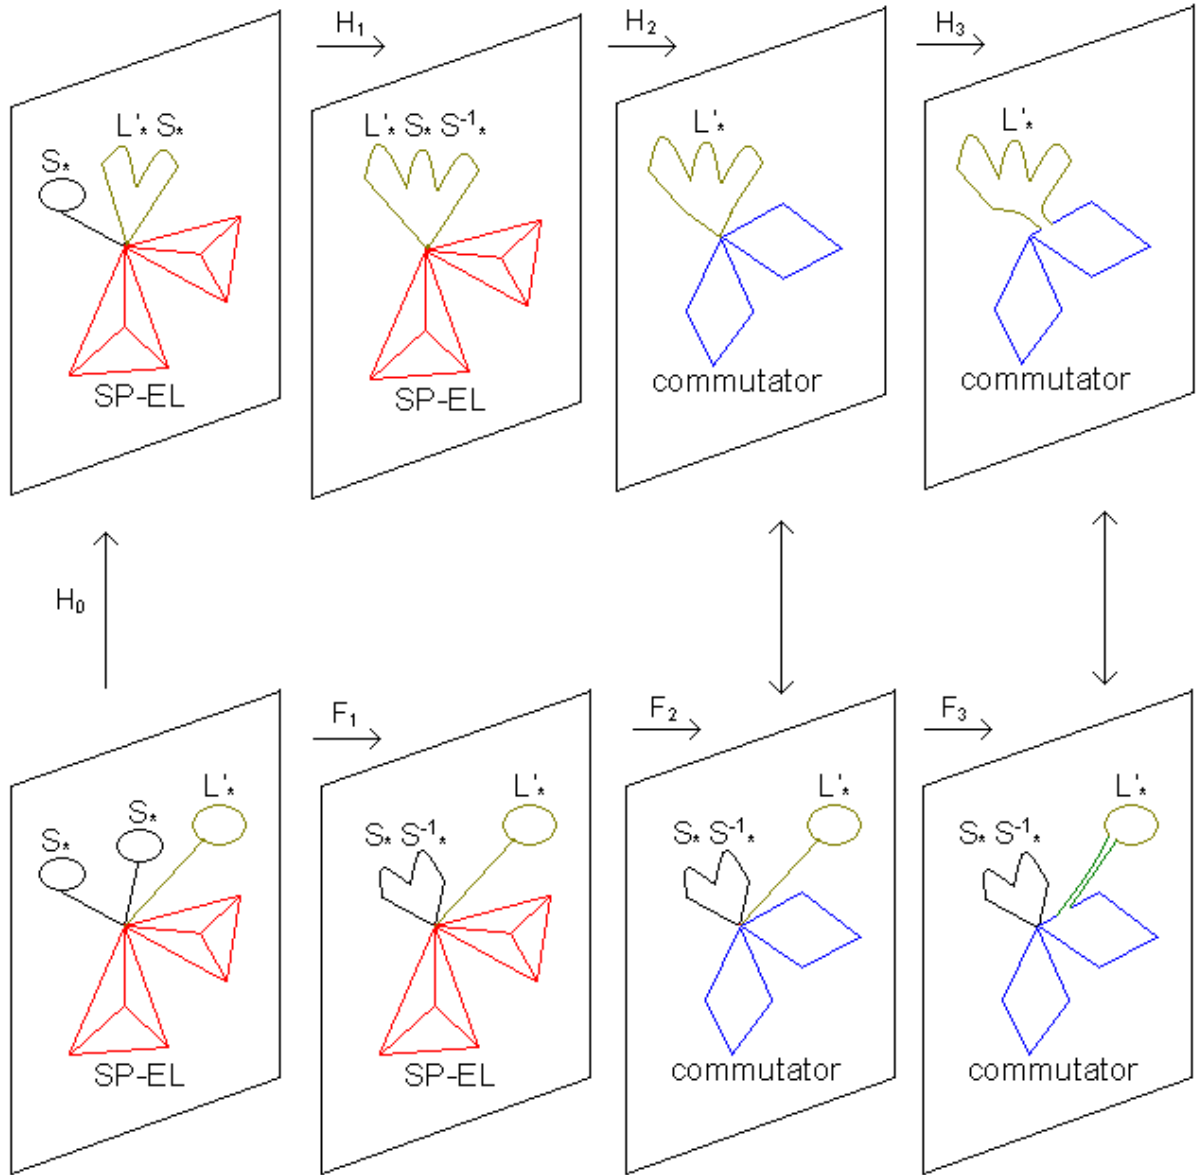 H₁ H₂ H₃
L'* S*
S*
SP-EL
L'* S* S⁻¹*
SP-EL
L'*
commutator
L'*
commutator
H₀
F₁ F₂ F₃
S* S* L'*
SP-EL
L'*
S* S⁻¹*
SP-EL
L'*
S* S⁻¹*
commutator
L'*
S* S⁻¹*
commutator